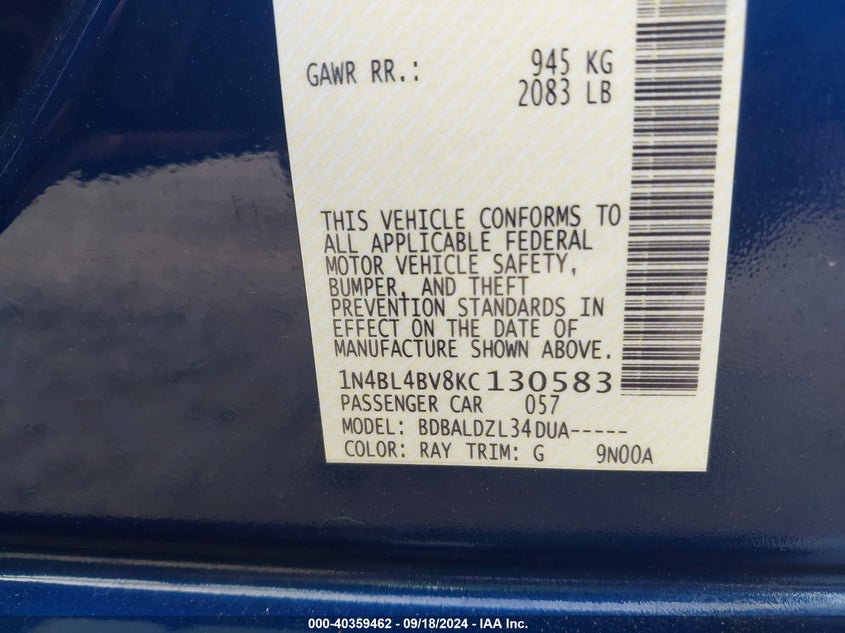 GAWR RR.: 945 KG
2083 LB
THIS VEHICLE CONFORMS TO
ALL APPLICABLE FEDERAL
MOTOR VEHICLE SAFETY,
BUMPER, AND THEFT
PREVENTION STANDARDS IN
EFFECT ON THE DATE OF
MANUFACTURE SHOWN ABOVE.
1N4BL4BV8KC130583
PASSENGER CAR 057
MODEL: BDBALDZL34DUA-----
COLOR: RAY TRIM: G 9N00A
000-40359462 - 09/18/2024 - IAA Inc.